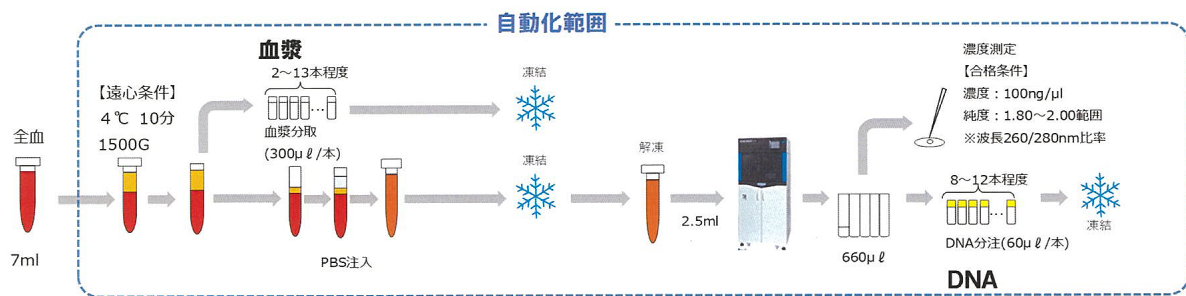 自動化範囲
血漿
2～13本程度
【遠心条件】
4℃ 10分
1500G
血漿分取
(300μℓ/本)
凍結
全血
7ml
PBS注入
凍結
解凍
2.5ml
660μℓ
濃度測定
【合格条件】
濃度：100ng/μl
純度：1.80～2.00範囲
※波長260/280nm比率
8～12本程度
DNA分注(60μℓ/本)
凍結
DNA